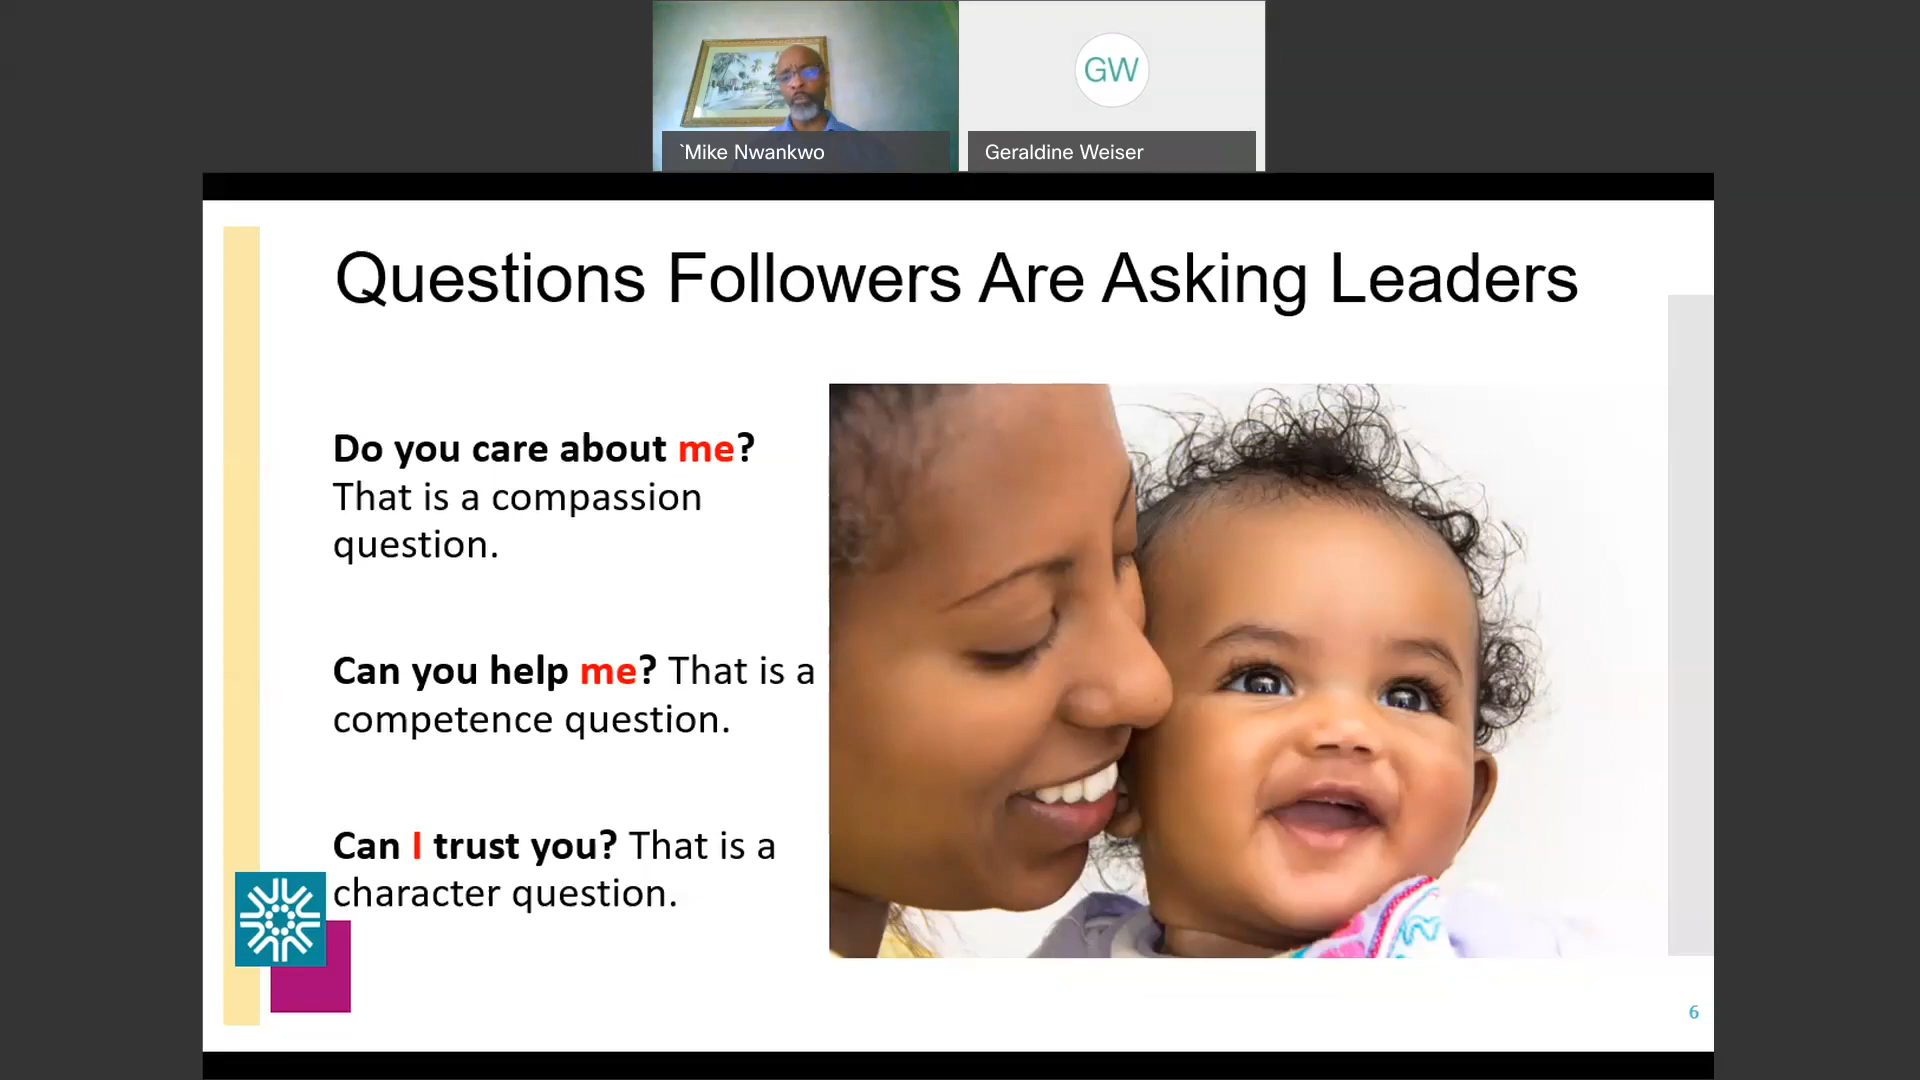 GW
`Mike Nwankwo
Geraldine Weiser
Questions Followers Are Asking Leaders
Do you care about me?
That is a compassion
question.
Can you help me? That is a
competence question.
Can I trust you? That is a
character question.
6